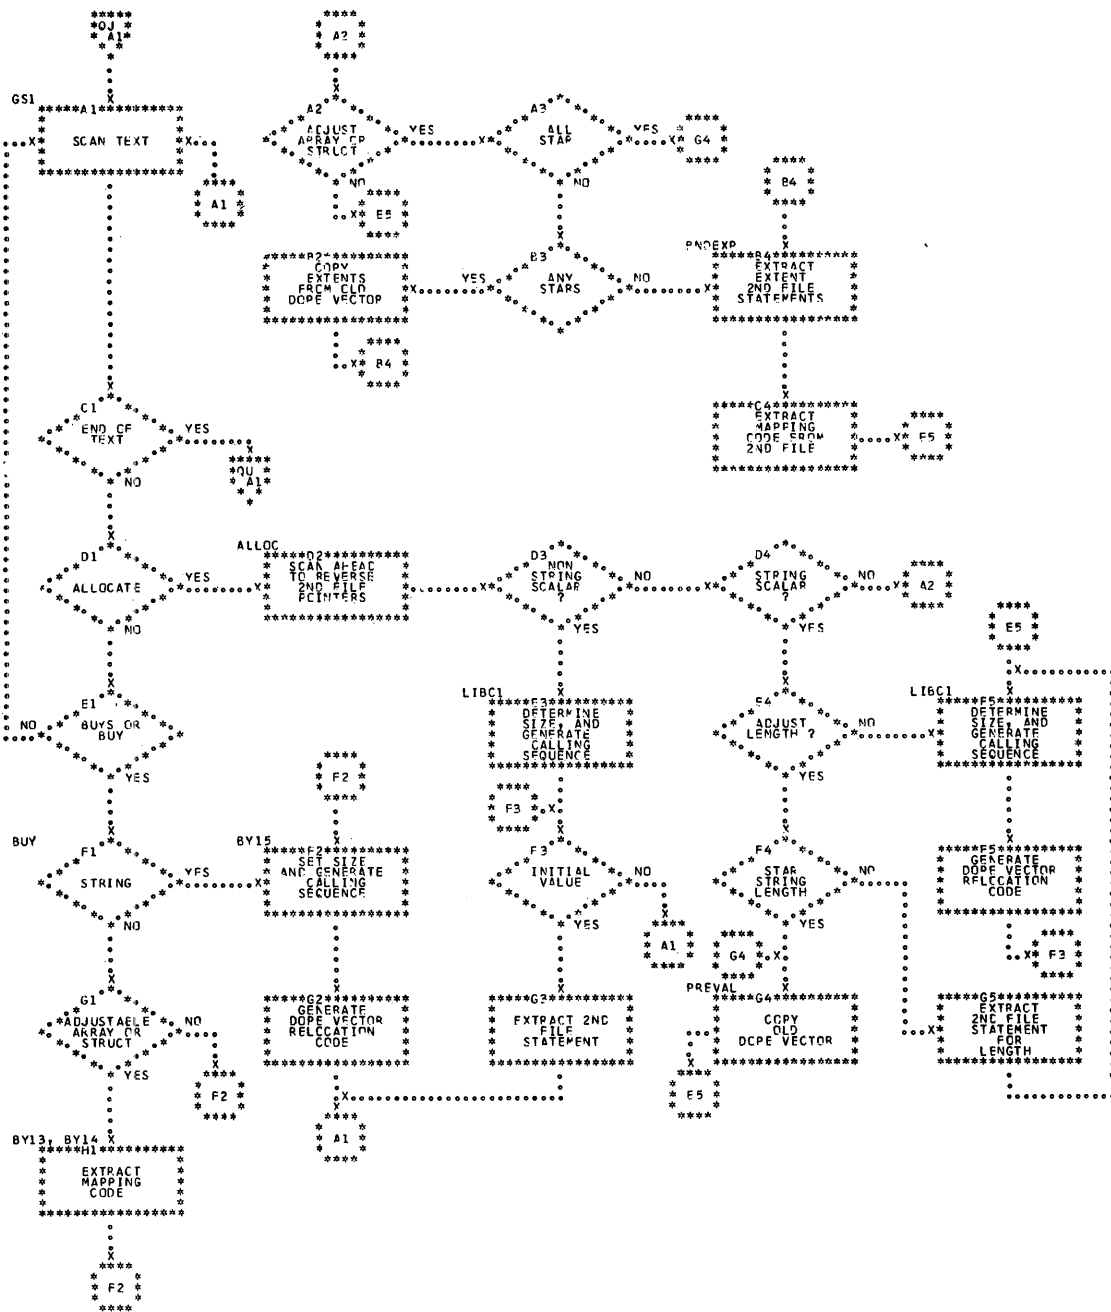 QJ
A1
A2
GS1
A1
SCAN TEXT
A1
A2
ADJUST
ARRAY OR
STRUCT
YES
NO
E5
A3
ALL
STAR
YES
NO
G4
B4
B2
COPY
EXTENTS
FROM OLD
DOPE VECTOR
B4
YES
B3
ANY
STARS
NO
BNDEXP
B4
EXTRACT
EXTENT
2ND FILE
STATEMENTS
C4
EXTRACT
MAPPING
CODE FROM
2ND FILE
E5
C1
END OF
TEXT
YES
NO
QU
A1
D1
ALLOCATE
YES
NO
ALLOC
D2
SCAN AHEAD
TO REVERSE
2ND FILE
POINTERS
D3
NON
STRING
SCALAR
?
NO
YES
D4
STRING
SCALAR
?
NO
YES
A2
E5
NO
E1
BUYS OR
BUY
YES
LIBC1
E3
DETERMINE
SIZE, AND
GENERATE
CALLING
SEQUENCE
F3
E4
ADJUST
LENGTH ?
NO
YES
LIBC1
E5
DETERMINE
SIZE, AND
GENERATE
CALLING
SEQUENCE
F2
BUY
F1
STRING
YES
NO
BY15
F2
SET SIZE
AND GENERATE
CALLING
SEQUENCE
F3
INITIAL
VALUE
NO
YES
A1
F4
STAR
STRING
LENGTH
NO
YES
G4
F5
GENERATE
DOPE VECTOR
RELOCATION
CODE
F3
G1
ADJUSTABLE
ARRAY OR
STRUCT
NO
YES
F2
G2
GENERATE
DOPE VECTOR
RELOCATION
CODE
A1
G3
EXTRACT 2ND
FILE
STATEMENT
PREVAL
G4
COPY
OLD
DOPE VECTOR
E5
G5
EXTRACT
2ND FILE
STATEMENT
FOR
LENGTH
BY13, BY14
H1
EXTRACT
MAPPING
CODE
F2